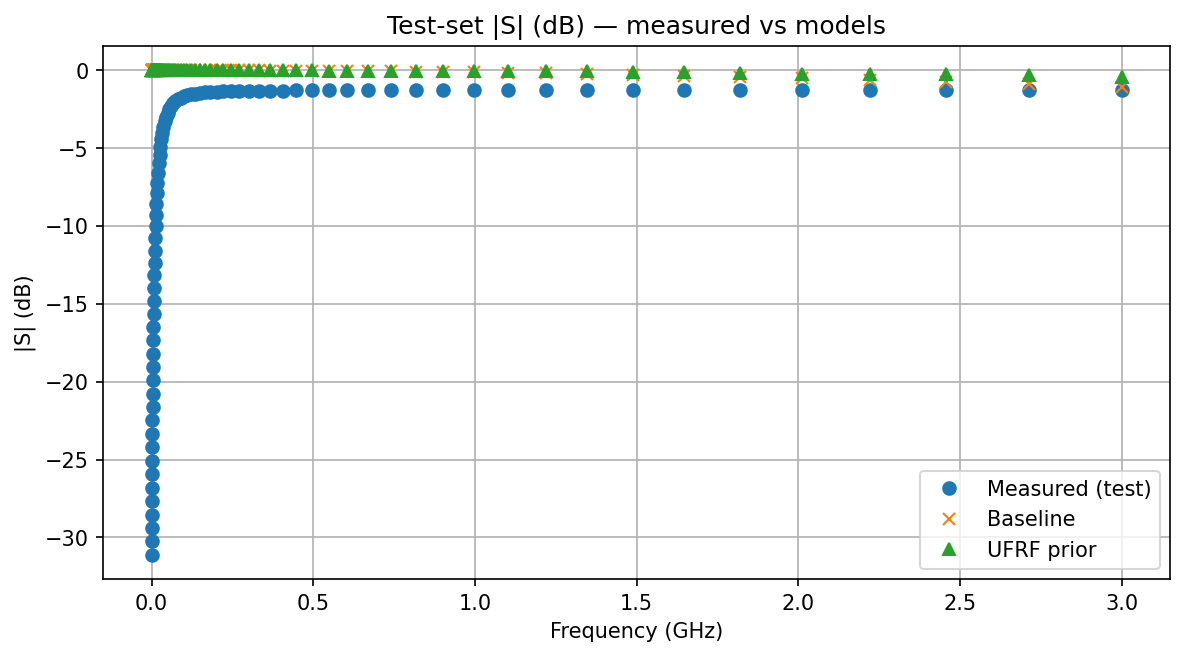 Test-set |S| (dB) — measured vs models
0
−5
−10
−15
−20
−25
−30
|S| (dB)
Measured (test)
Baseline
UFRF prior
0.0 0.5 1.0 1.5 2.0 2.5 3.0
Frequency (GHz)